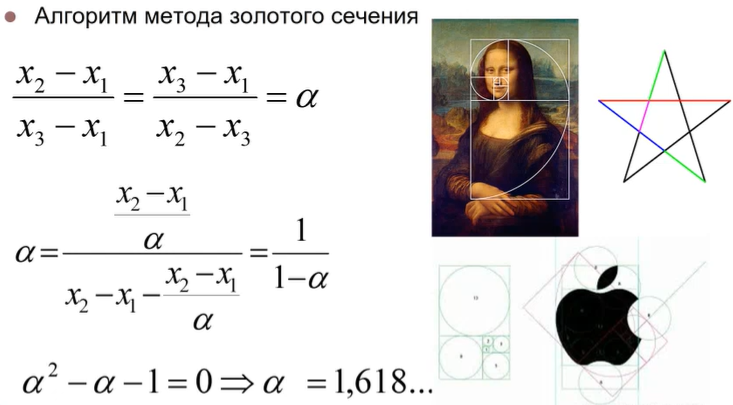 Алгоритм метода золотого сечения
(x₂ − x₁)/(x₃ − x₁) = (x₃ − x₁)/(x₂ − x₃) = α
α = ((x₂ − x₁)/α)/(x₂ − x₁ − (x₂ − x₁)/α) = 1/(1−α)
α² − α − 1 = 0 ⇒ α = 1,618...